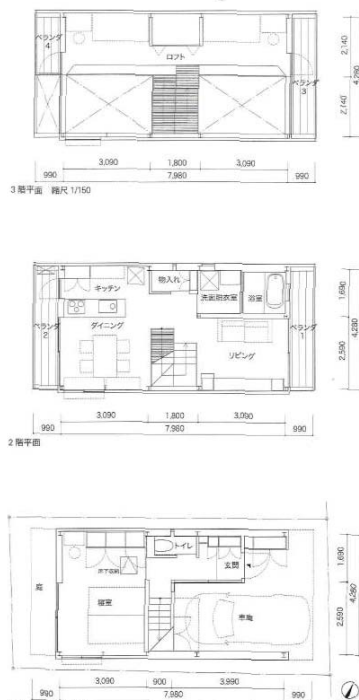 ベランダ4
ロフト
ベランダ3
2,140
2,140
4,280
3,090 1,800 3,090
990 7,980 990
3階平面 縮尺1/150
キッチン
物入れ
洗面脱衣室
浴室
ベランダ2
ダイニング
リビング
ベランダ1
1,690
2,590
4,280
3,090 1,800 3,090
990 7,980 990
2階平面
トイレ
玄関
床下収納
庭
寝室
車庫
1,690
2,590
4,280
3,090 900 3,990
990 7,980 990